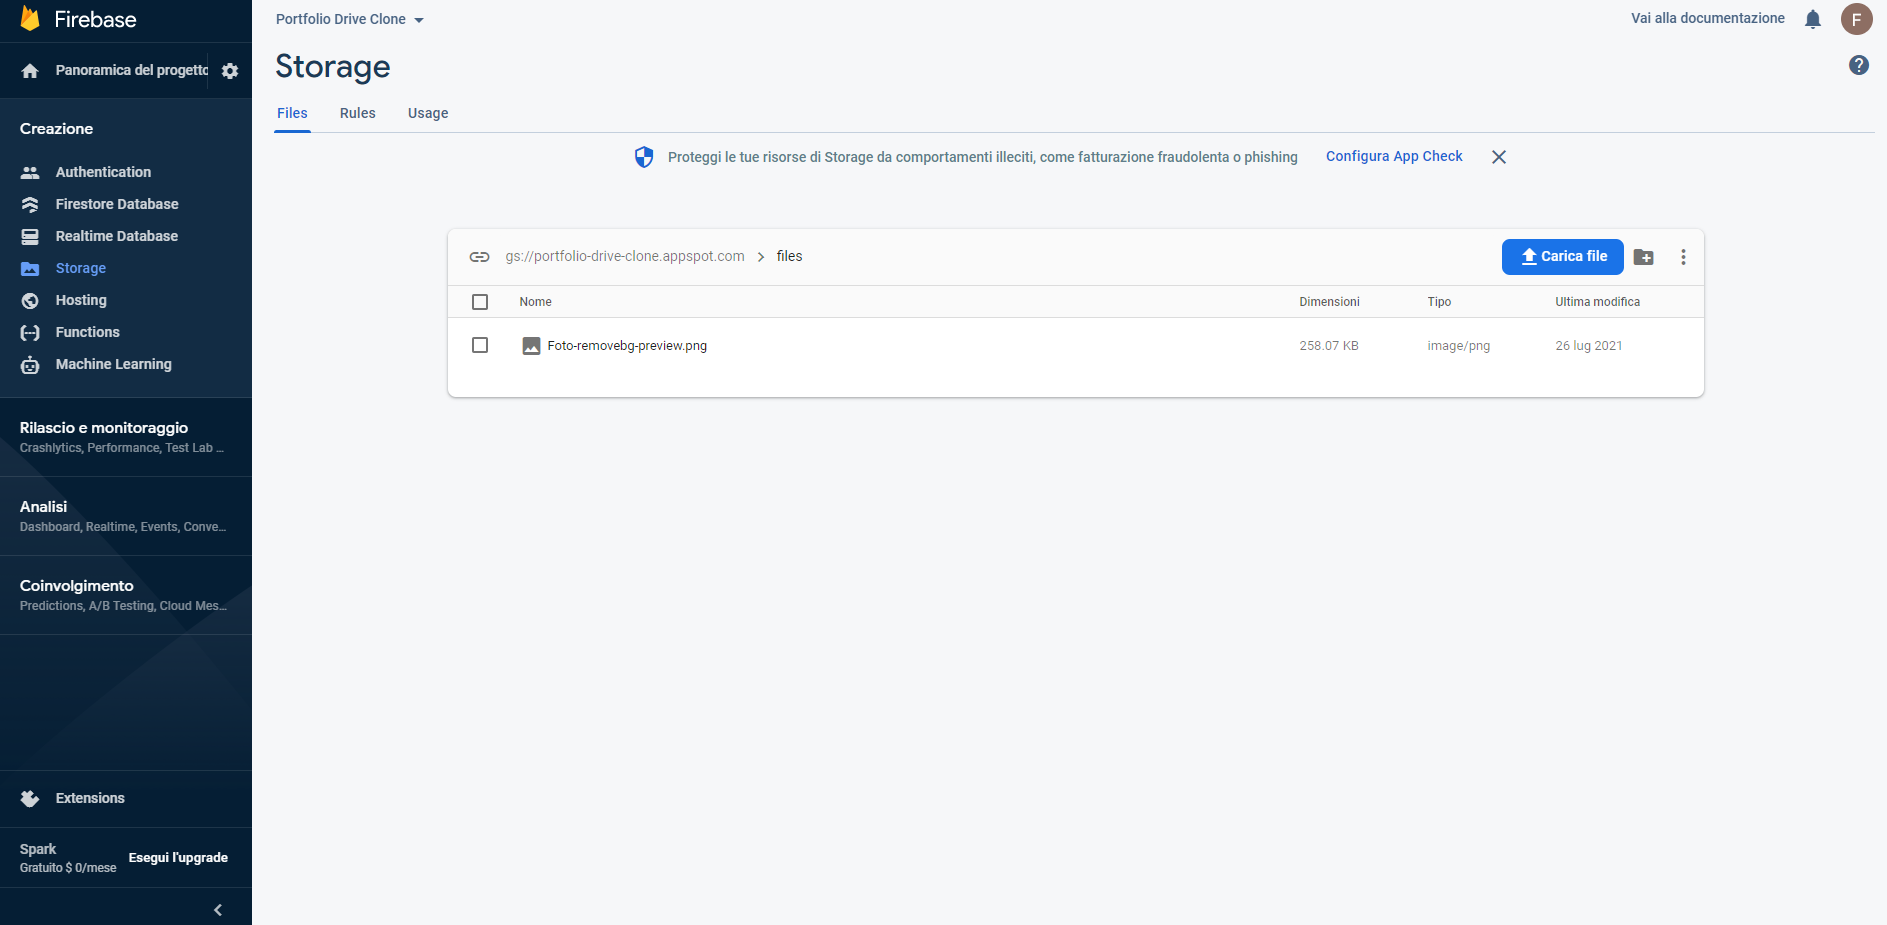 Firebase
Panoramica del progetto
Creazione
Authentication
Firestore Database
Realtime Database
Storage
Hosting
Functions
Machine Learning
Rilascio e monitoraggio
Crashlytics, Performance, Test Lab ...
Analisi
Dashboard, Realtime, Events, Conve...
Coinvolgimento
Predictions, A/B Testing, Cloud Mes...
Extensions
Spark
Gratuito $ 0/mese
Esegui l'upgrade
Portfolio Drive Clone
Vai alla documentazione
F
Storage
?
Files Rules Usage
Proteggi le tue risorse di Storage da comportamenti illeciti, come fatturazione fraudolenta o phishing Configura App Check
gs://portfolio-drive-clone.appspot.com > files
Carica file
Nome Dimensioni Tipo Ultima modifica
Foto-removebg-preview.png 258.07 KB image/png 26 lug 2021